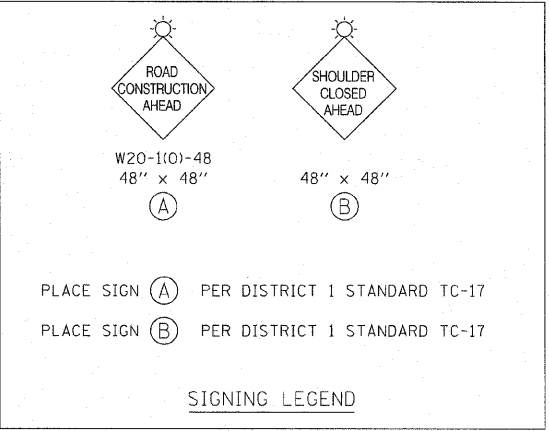 ROAD
CONSTRUCTION
AHEAD
SHOULDER
CLOSED
AHEAD
W20-1(O)-48
48" x 48"
48" x 48"
A
B
PLACE SIGN A PER DISTRICT 1 STANDARD TC-17
PLACE SIGN B PER DISTRICT 1 STANDARD TC-17
SIGNING LEGEND